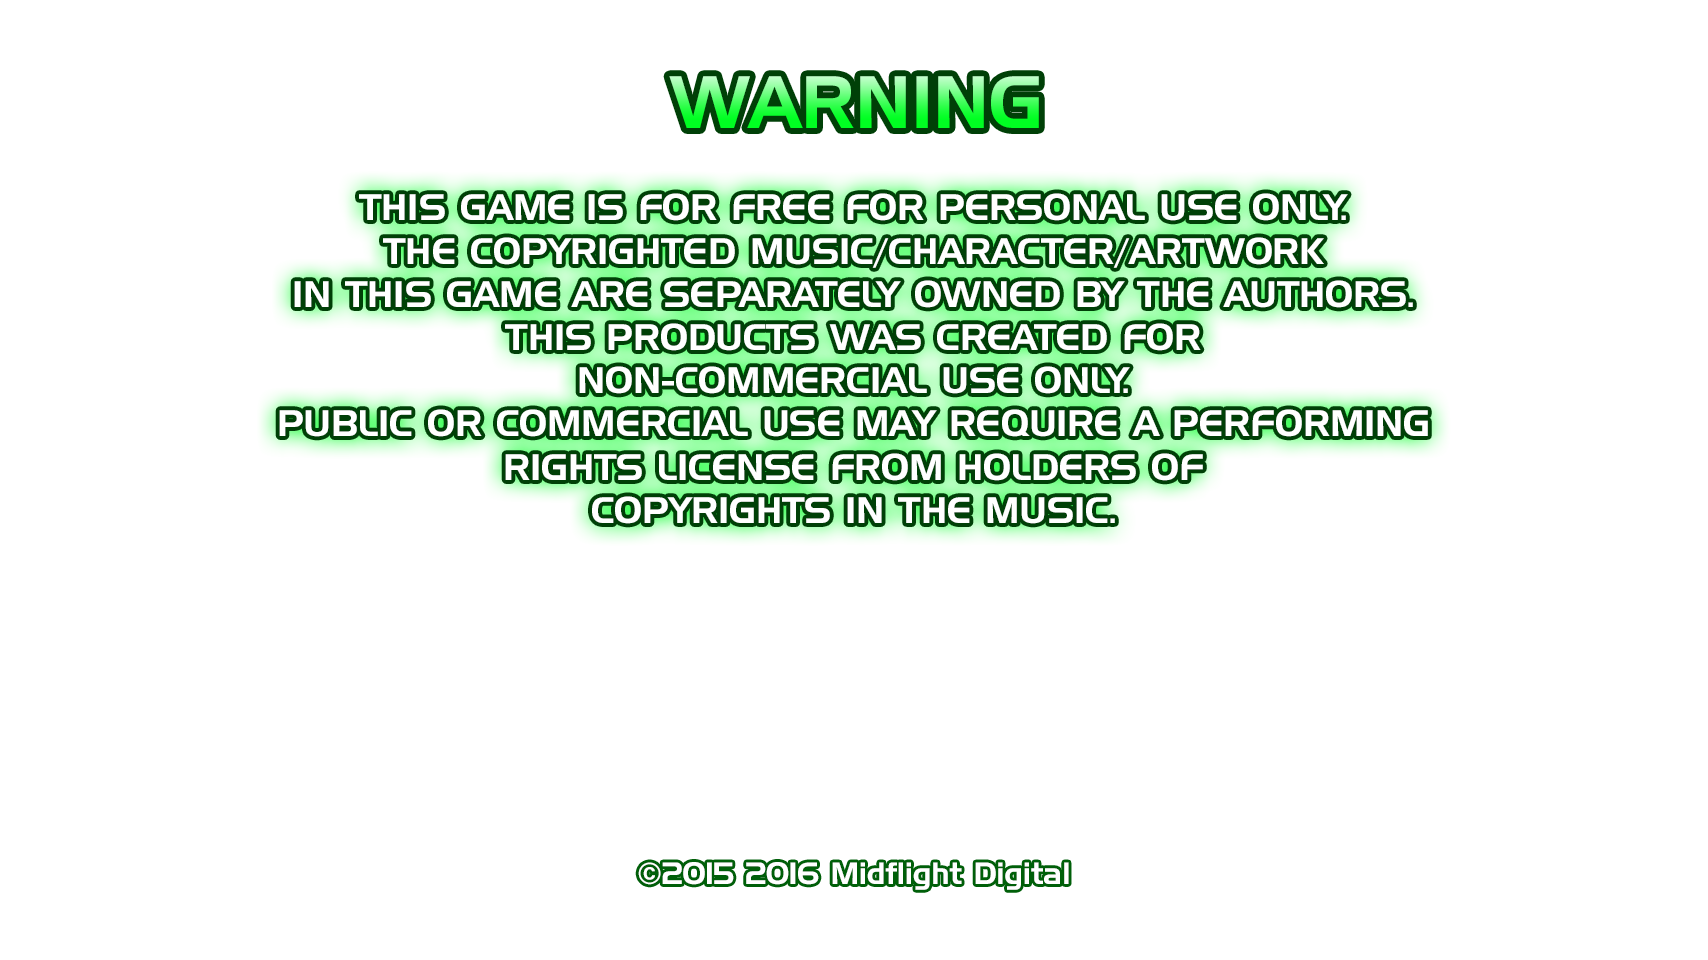 WARNING
THIS GAME IS FOR FREE FOR PERSONAL USE ONLY.
THE COPYRIGHTED MUSIC/CHARACTER/ARTWORK
IN THIS GAME ARE SEPARATELY OWNED BY THE AUTHORS.
THIS PRODUCTS WAS CREATED FOR
NON-COMMERCIAL USE ONLY.
PUBLIC OR COMMERCIAL USE MAY REQUIRE A PERFORMING
RIGHTS LICENSE FROM HOLDERS OF
COPYRIGHTS IN THE MUSIC.
©2015 2016 Midflight Digital